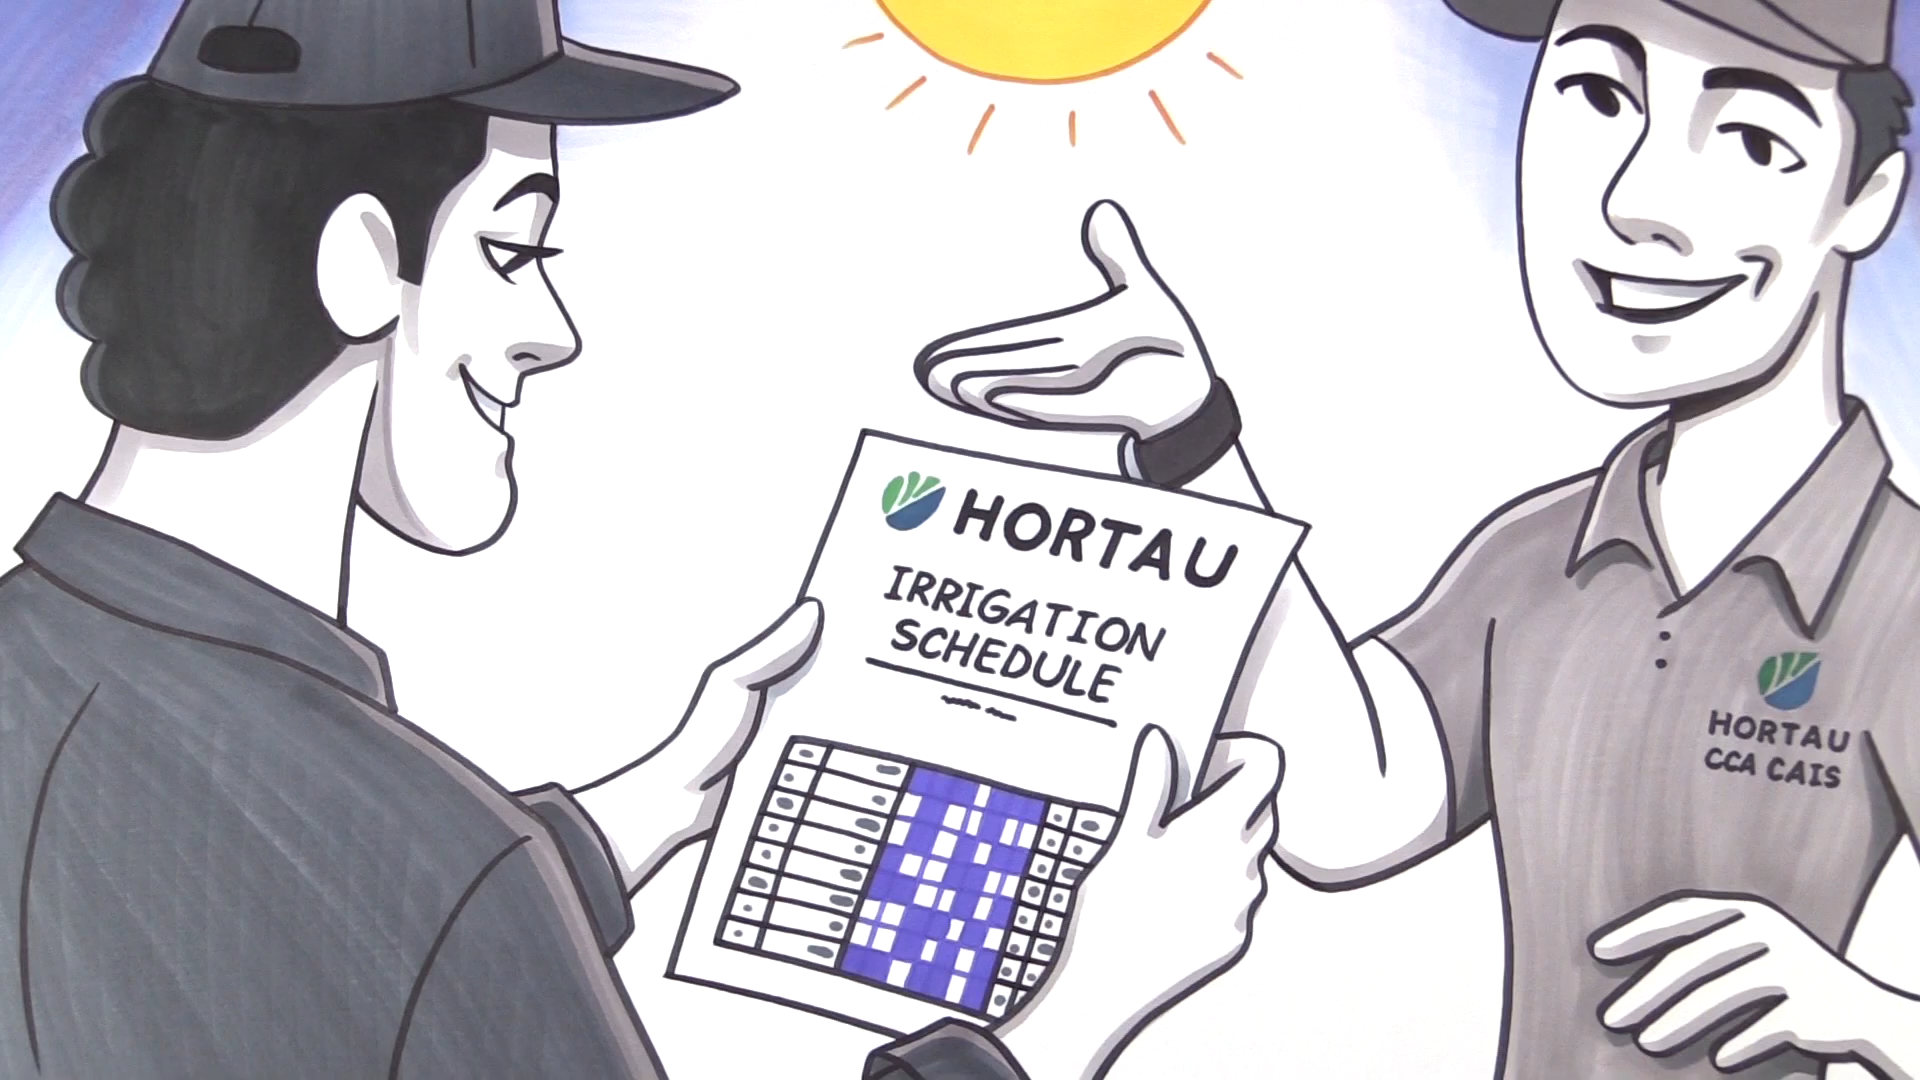 HORTAU
IRRIGATION
SCHEDULE
HORTAU
CCA CAIS